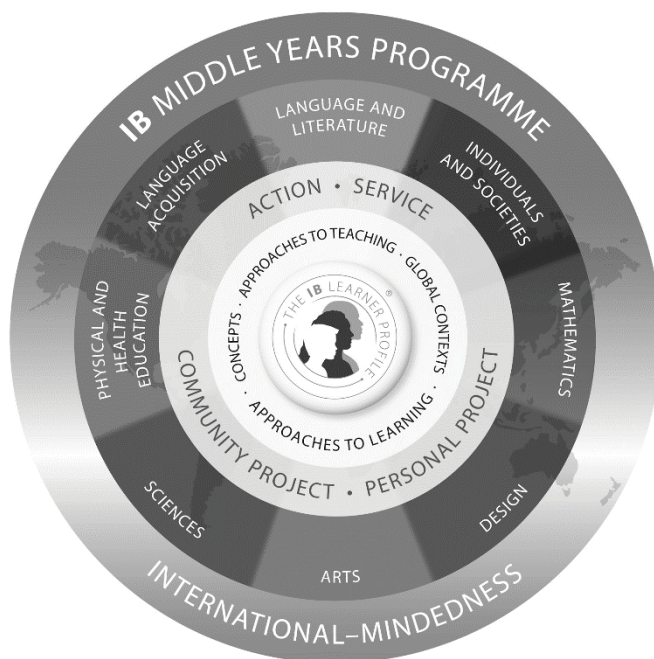 IB MIDDLE YEARS PROGRAMME
LANGUAGE AND
LITERATURE
INDIVIDUALS
AND SOCIETIES
MATHEMATICS
DESIGN
ARTS
SCIENCES
PHYSICAL AND
HEALTH
EDUCATION
LANGUAGE
ACQUISITION
ACTION • SERVICE
PERSONAL PROJECT
• COMMUNITY PROJECT
APPROACHES TO TEACHING ·
GLOBAL CONTEXTS ·
APPROACHES TO LEARNING ·
CONCEPTS ·
• THE IB LEARNER PROFILE •
®
INTERNATIONAL–MINDEDNESS